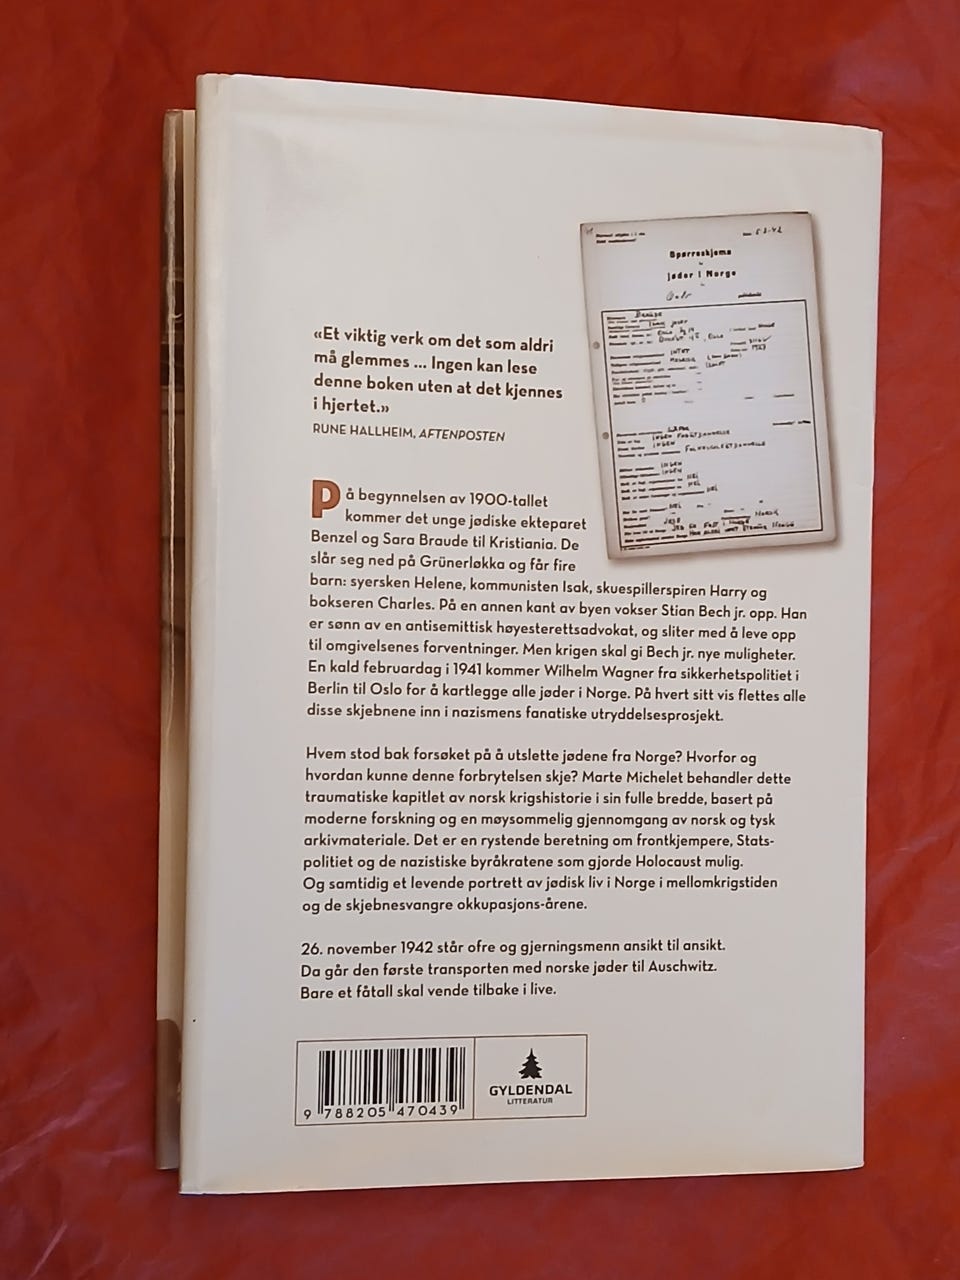 «Et viktig verk om det som aldri
må glemmes ... Ingen kan lese
denne boken uten at det kjennes
i hjertet.»
RUNE HALLHEIM, AFTENPOSTEN
Spørreskjema
for
jøder i Norge
Oslo
På begynnelsen av 1900-tallet
kommer det unge jødiske ekteparet
Benzel og Sara Braude til Kristiania. De
slår seg ned på Grünerløkka og får fire
barn: syersken Helene, kommunisten Isak, skuespillerspiren Harry og
bokseren Charles. På en annen kant av byen vokser Stian Bech jr. opp. Han
er sønn av en antisemittisk høyesterettsadvokat, og sliter med å leve opp
til omgivelsenes forventninger. Men krigen skal gi Bech jr. nye muligheter.
En kald februardag i 1941 kommer Wilhelm Wagner fra sikkerhetspolitiet i
Berlin til Oslo for å kartlegge alle jøder i Norge. På hvert sitt vis flettes alle
disse skjebnene inn i nazismens fanatiske utryddelsesprosjekt.
Hvem stod bak forsøket på å utslette jødene fra Norge? Hvorfor og
hvordan kunne denne forbrytelsen skje? Marte Michelet behandler dette
traumatiske kapitlet av norsk krigshistorie i sin fulle bredde, basert på
moderne forskning og en møysommelig gjennomgang av norsk og tysk
arkivmateriale. Det er en rystende beretning om frontkjempere, Stats-
politiet og de nazistiske byråkratene som gjorde Holocaust mulig.
Og samtidig et levende portrett av jødisk liv i Norge i mellomkrigstiden
og de skjebnesvangre okkupasjons-årene.
26. november 1942 står ofre og gjerningsmenn ansikt til ansikt.
Da går den første transporten med norske jøder til Auschwitz.
Bare et fåtall skal vende tilbake i live.
9 788205 470439
GYLDENDAL
LITTERATUR